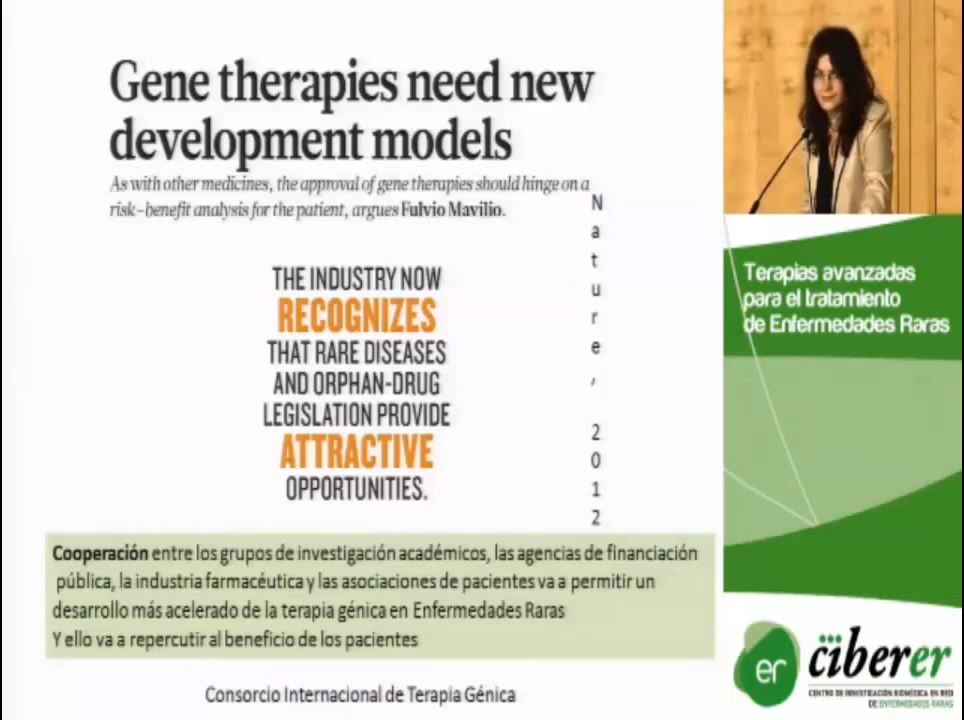 Gene therapies need new
development models
As with other medicines, the approval of gene therapies should hinge on a
risk–benefit analysis for the patient, argues Fulvio Mavilio.
Nature, 2012
THE INDUSTRY NOW
RECOGNIZES
THAT RARE DISEASES
AND ORPHAN-DRUG
LEGISLATION PROVIDE
ATTRACTIVE
OPPORTUNITIES.
Cooperación entre los grupos de investigación académicos, las agencias de financiación
pública, la industria farmacéutica y las asociaciones de pacientes va a permitir un
desarrollo más acelerado de la terapia génica en Enfermedades Raras
Y ello va a repercutir al beneficio de los pacientes
Consorcio Internacional de Terapia Génica
Terapias avanzadas
para el tratamiento
de Enfermedades Raras
er
ciberer
CENTRO DE INVESTIGACIÓN BIOMÉDICA EN RED
DE ENFERMEDADES RARAS